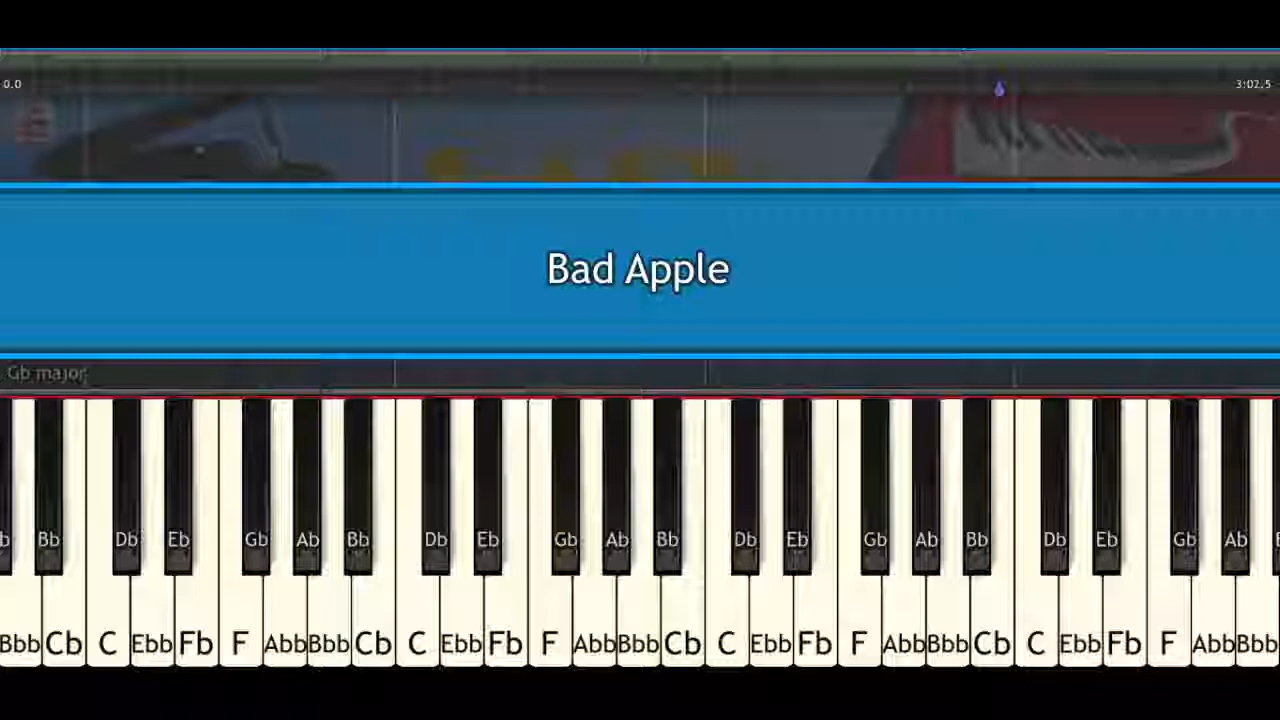 0.0 3:02.5
Bad Apple
Gb major
b Bb Db Eb Gb Ab Bb Db Eb Gb Ab Bb Db Eb Gb Ab Bb Db Eb Gb Ab
Bbb Cb C Ebb Fb F Abb Bbb Cb C Ebb Fb F Abb Bbb Cb C Ebb Fb F Abb Bbb Cb C Ebb Fb F Abb Bbb